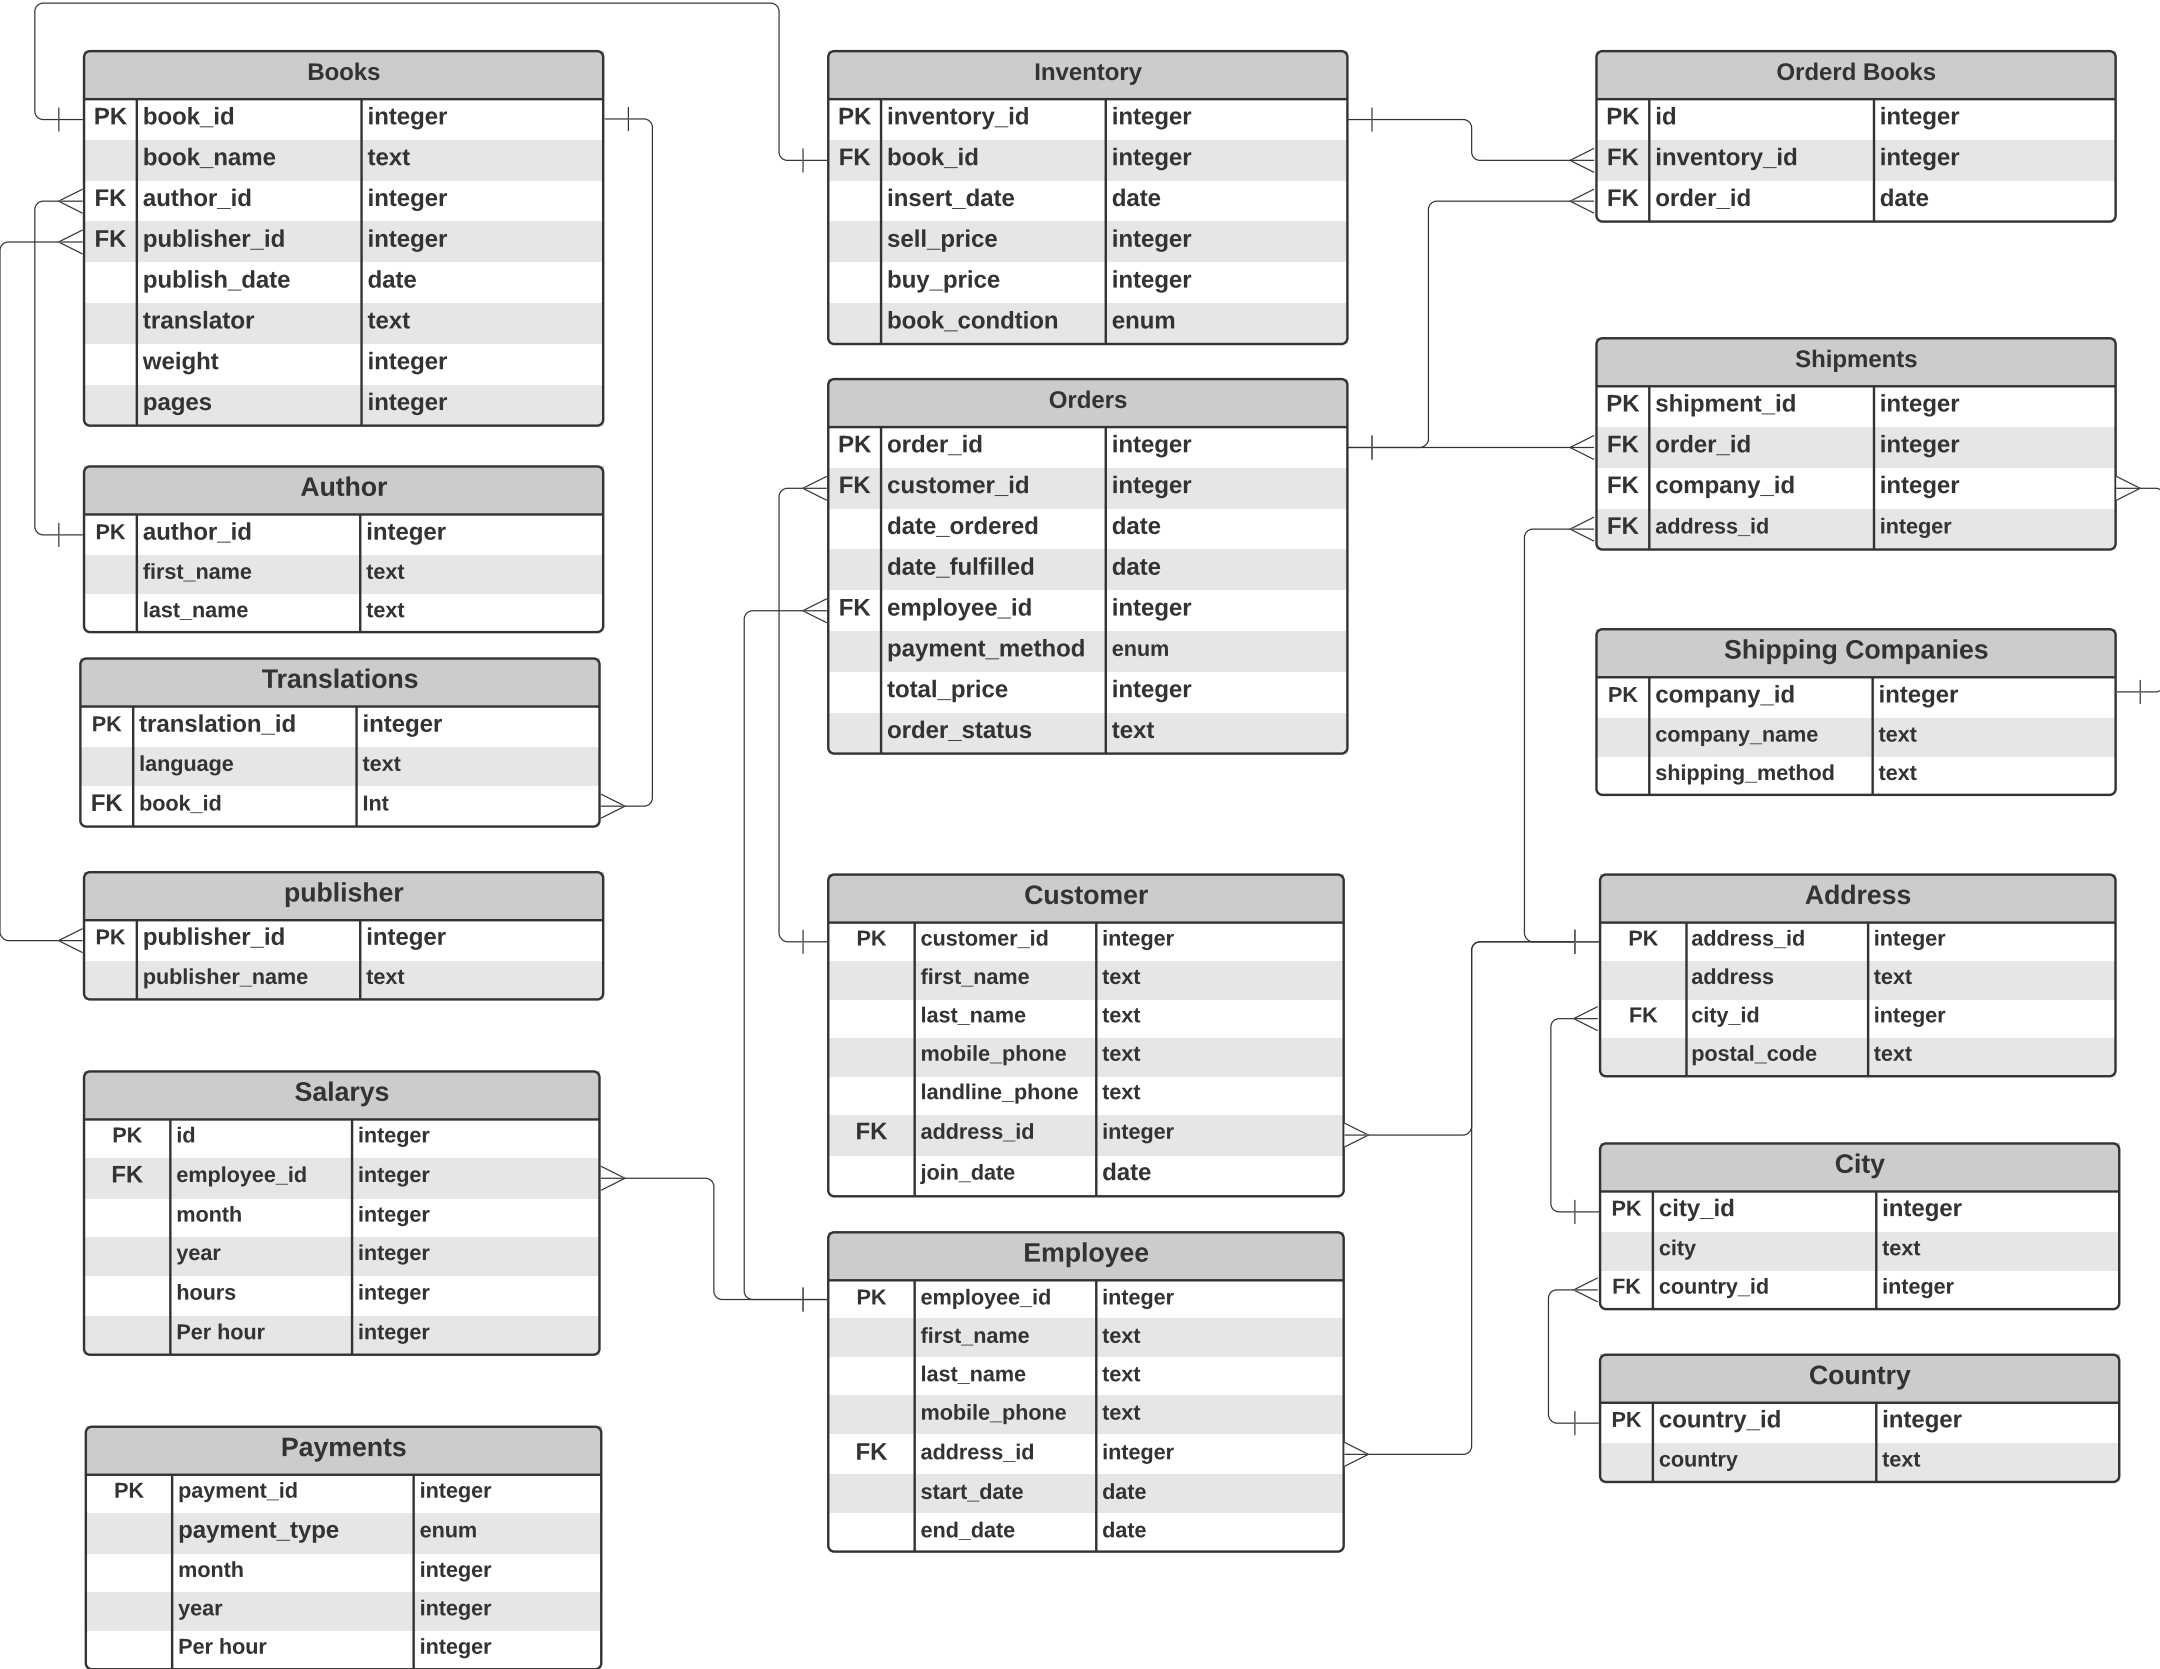 Books
PK book_id integer
book_name text
FK author_id integer
FK publisher_id integer
publish_date date
translator text
weight integer
pages integer
Author
PK author_id integer
first_name text
last_name text
Translations
PK translation_id integer
language text
FK book_id Int
publisher
PK publisher_id integer
publisher_name text
Salarys
PK id integer
FK employee_id integer
month integer
year integer
hours integer
Per hour integer
Payments
PK payment_id integer
payment_type enum
month integer
year integer
Per hour integer
Inventory
PK inventory_id integer
FK book_id integer
insert_date date
sell_price integer
buy_price integer
book_condtion enum
Orders
PK order_id integer
FK customer_id integer
date_ordered date
date_fulfilled date
FK employee_id integer
payment_method enum
total_price integer
order_status text
Customer
PK customer_id integer
first_name text
last_name text
mobile_phone text
landline_phone text
FK address_id integer
join_date date
Employee
PK employee_id integer
first_name text
last_name text
mobile_phone text
FK address_id integer
start_date date
end_date date
Orderd Books
PK id integer
FK inventory_id integer
FK order_id date
Shipments
PK shipment_id integer
FK order_id integer
FK company_id integer
FK address_id integer
Shipping Companies
PK company_id integer
company_name text
shipping_method text
Address
PK address_id integer
address text
FK city_id integer
postal_code text
City
PK city_id integer
city text
FK country_id integer
Country
PK country_id integer
country text